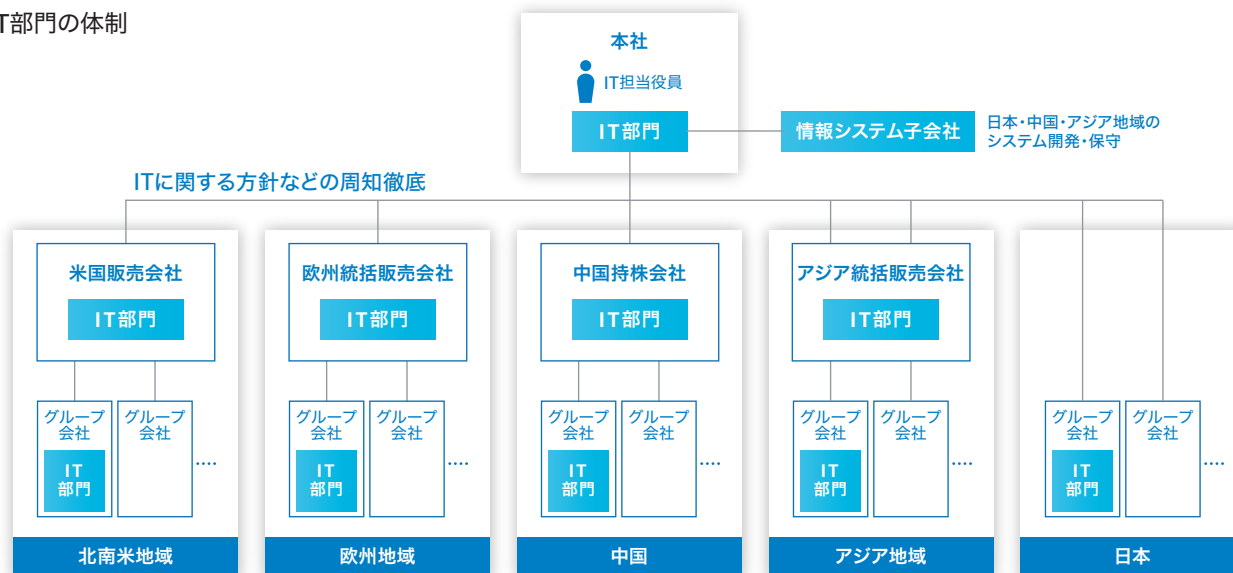 IT部門の体制
本社
IT担当役員
IT部門
情報システム子会社
日本・中国・アジア地域の
システム開発・保守
ITに関する方針などの周知徹底
米国販売会社
IT部門
欧州統括販売会社
IT部門
中国持株会社
IT部門
アジア統括販売会社
IT部門
グループ
会社
IT
部門
グループ
会社
....
グループ
会社
IT
部門
グループ
会社
....
グループ
会社
IT
部門
グループ
会社
....
グループ
会社
IT
部門
グループ
会社
....
グループ
会社
IT
部門
グループ
会社
....
北南米地域
欧州地域
中国
アジア地域
日本